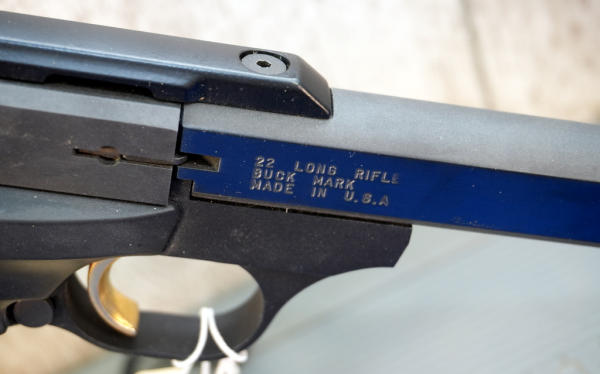 22 LONG RIFLE
BUCK MARK
MADE IN U.S.A